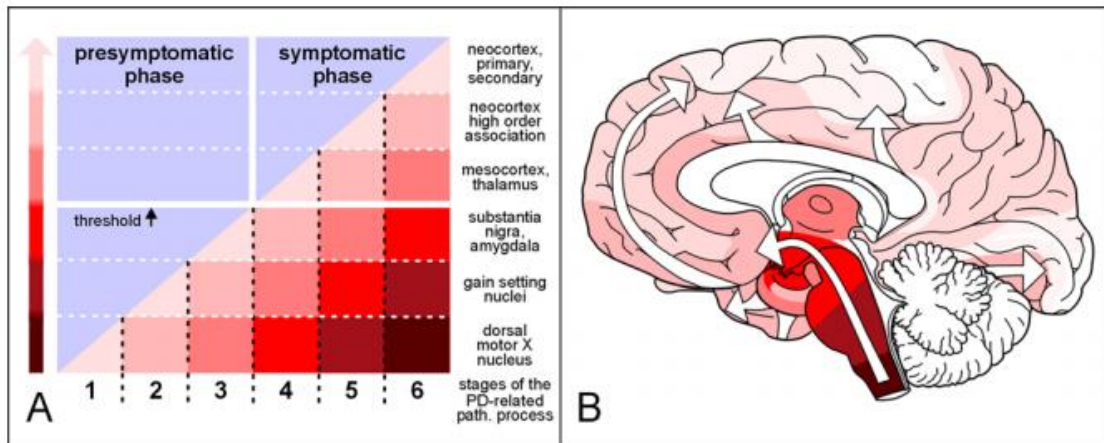 presymptomatic
phase
symptomatic
phase
neocortex,
primary,
secondary
neocortex
high order
association
mesocortex,
thalamus
threshold
substantia
nigra,
amygdala
gain setting
nuclei
dorsal
motor X
nucleus
1 2 3 4 5 6
stages of the
PD-related
path. process
A
B